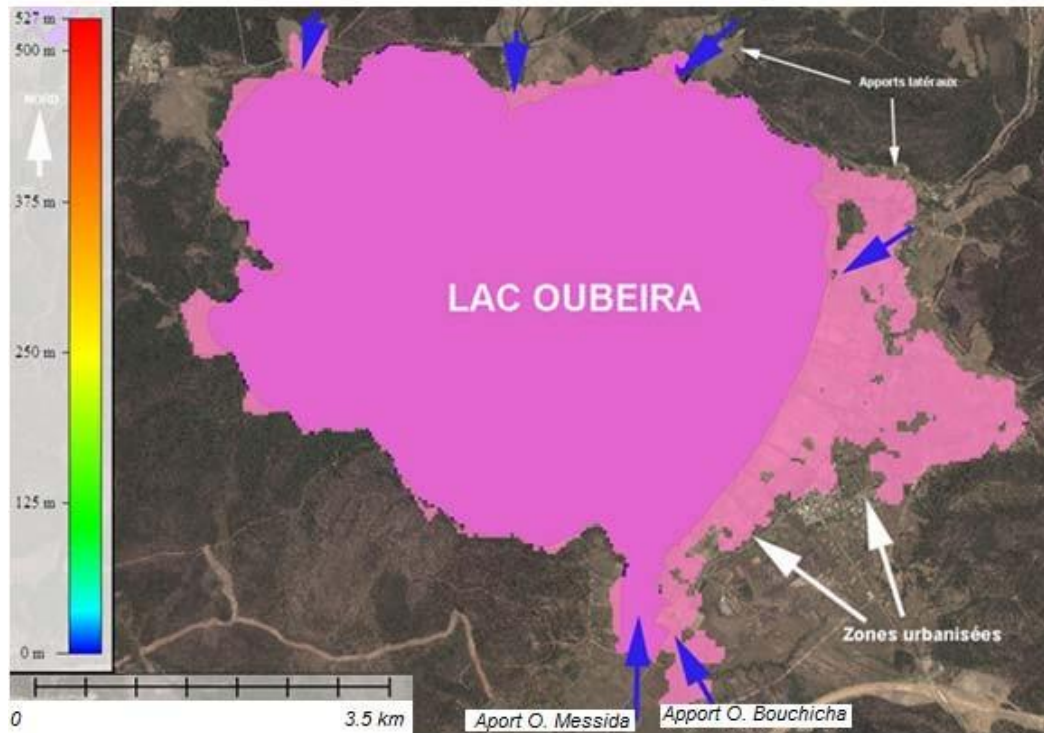 527 m
500 m
NORD
Apports latéraux
375 m
LAC OUBEIRA
250 m
125 m
Zones urbanisées
0 m
0
3.5 km
Aport O. Messida
Apport O. Bouchicha